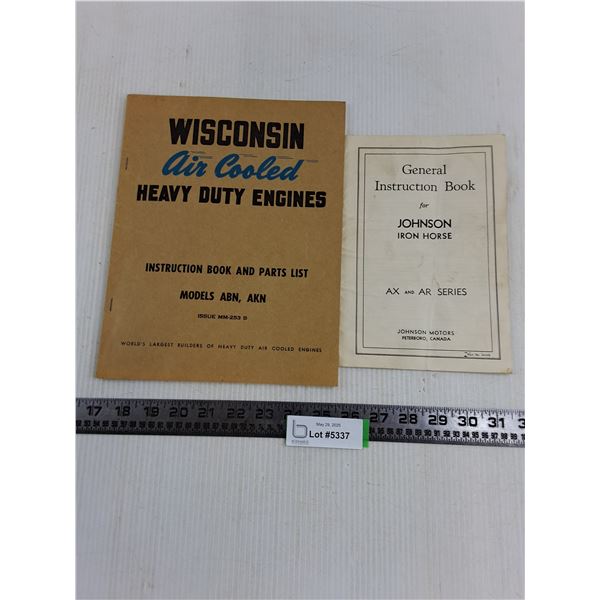 WISCONSIN
Air Cooled
HEAVY DUTY ENGINES
INSTRUCTION BOOK AND PARTS LIST
MODELS ABN, AKN
ISSUE MM-253 D
WORLD'S LARGEST BUILDERS OF HEAVY DUTY AIR COOLED ENGINES
General
Instruction Book
for
JOHNSON
IRON HORSE
AX AND AR SERIES
JOHNSON MOTORS
PETERBORO, CANADA
17 18 19 20 21 22 23 24 25 26 27 28 29 30 31
May 29, 2025
Lot #5337